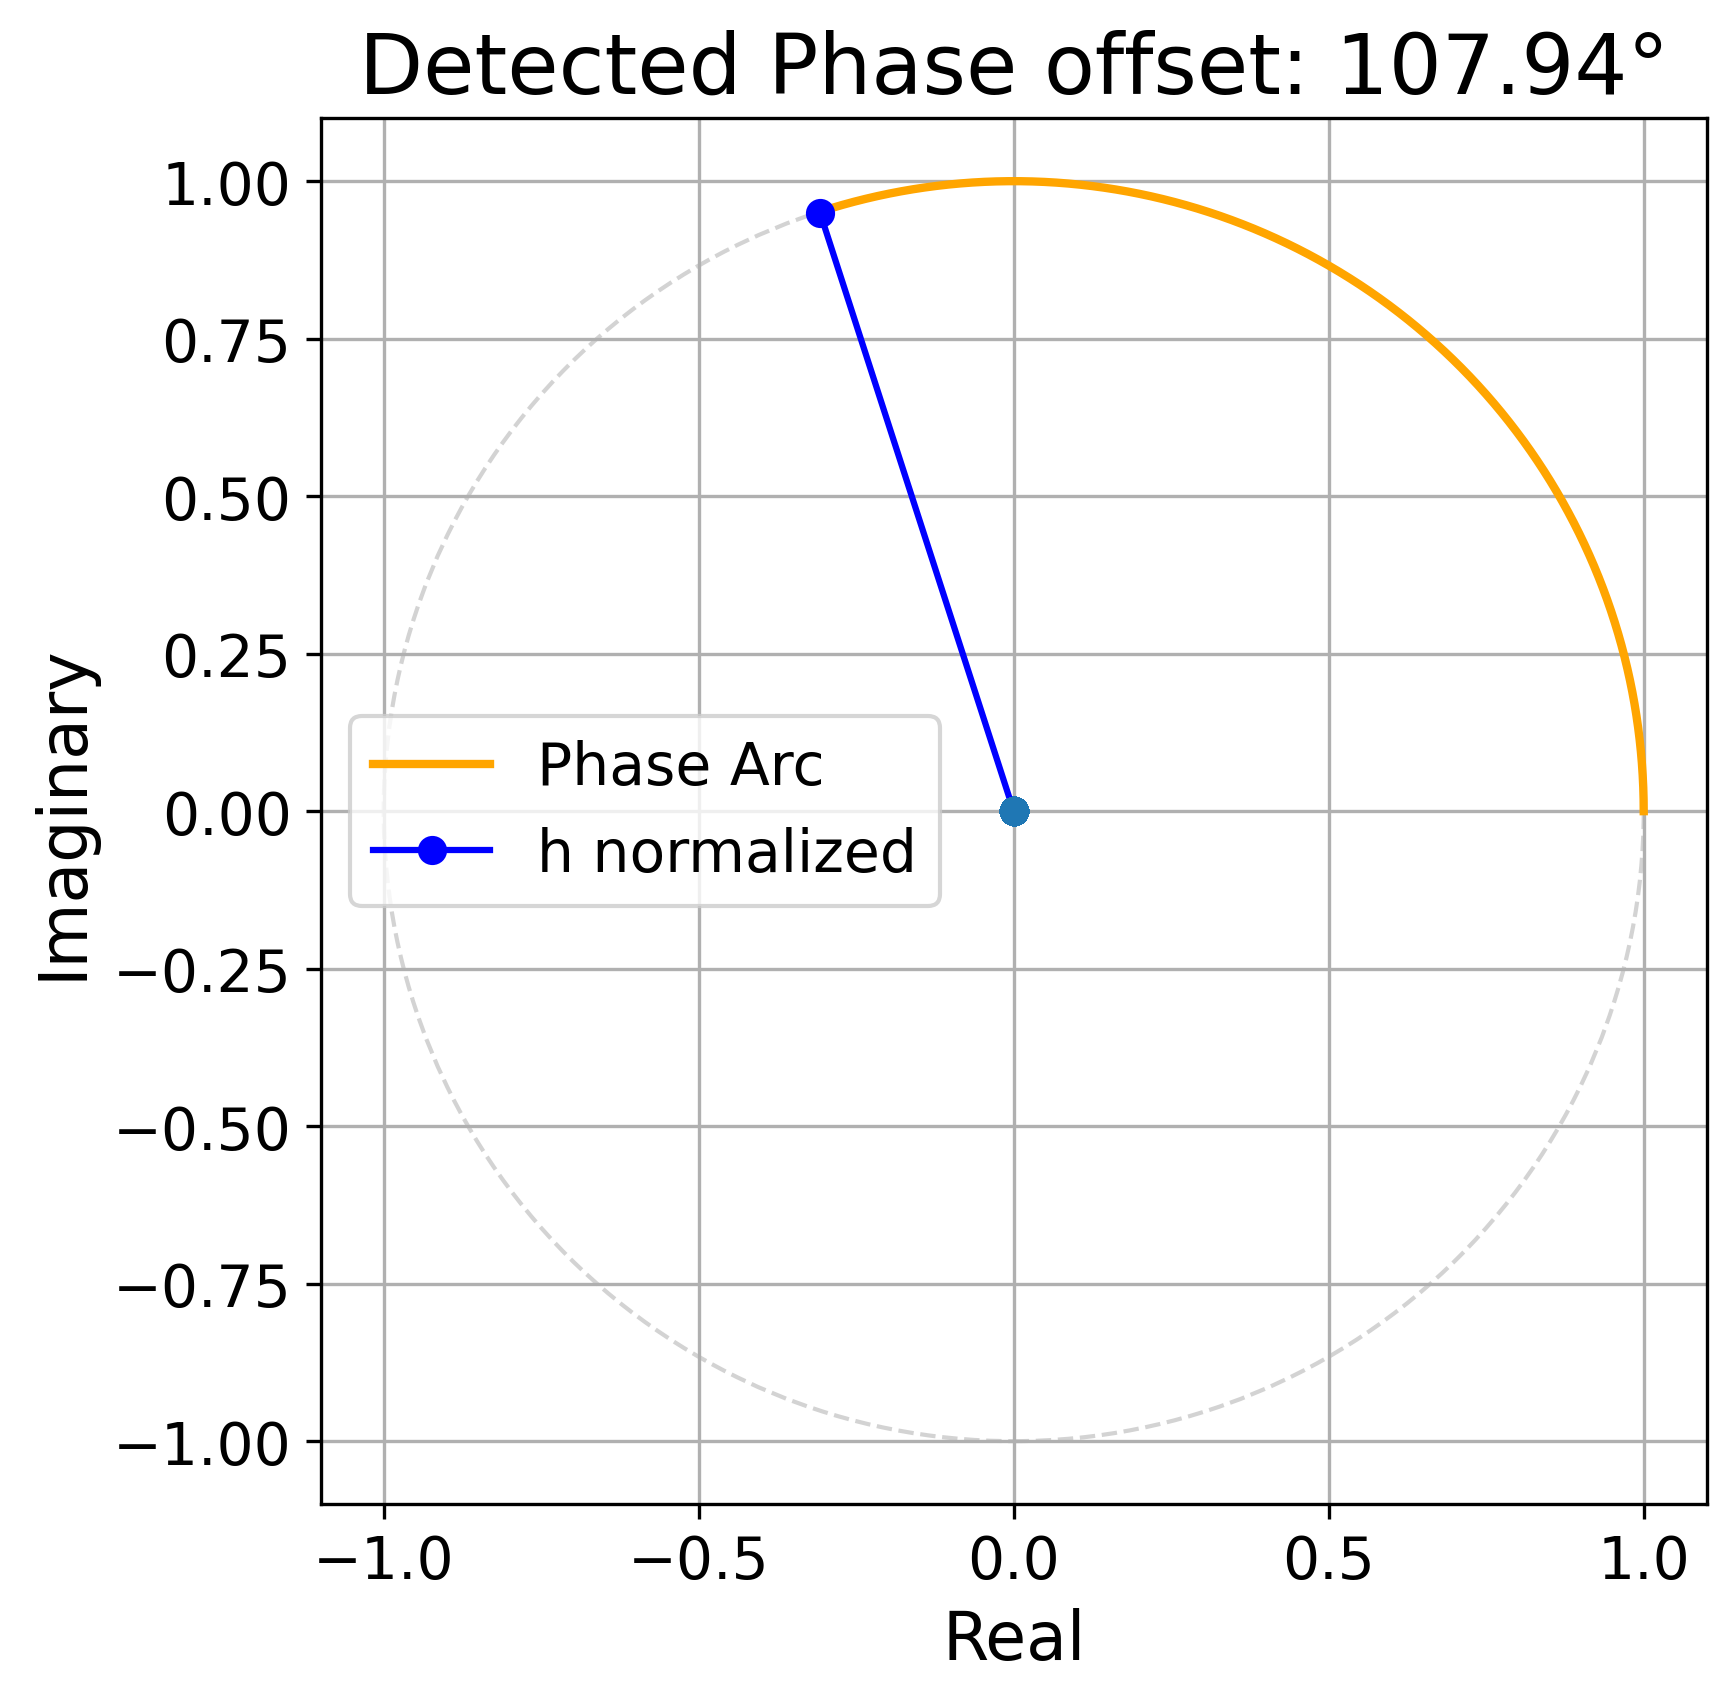 Detected Phase offset: 107.94°
1.00
0.75
0.50
0.25
0.00
−0.25
−0.50
−0.75
−1.00
Imaginary
Phase Arc
h normalized
−1.0 −0.5 0.0 0.5 1.0
Real